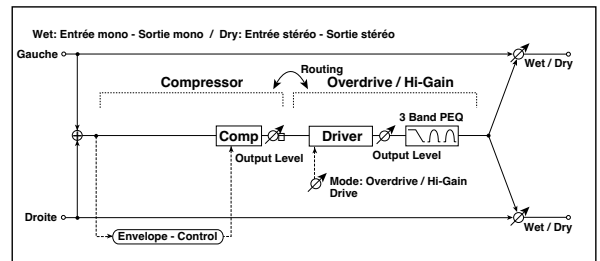 Wet: Entrée mono - Sortie mono / Dry: Entrée stéréo - Sortie stéréo
Gauche
Wet / Dry
Routing
Compressor
Overdrive / Hi-Gain
3 Band PEQ
Comp
Driver
Output Level
Output Level
Mode: Overdrive / Hi-Gain
Drive
Droite
Wet / Dry
Envelope - Control